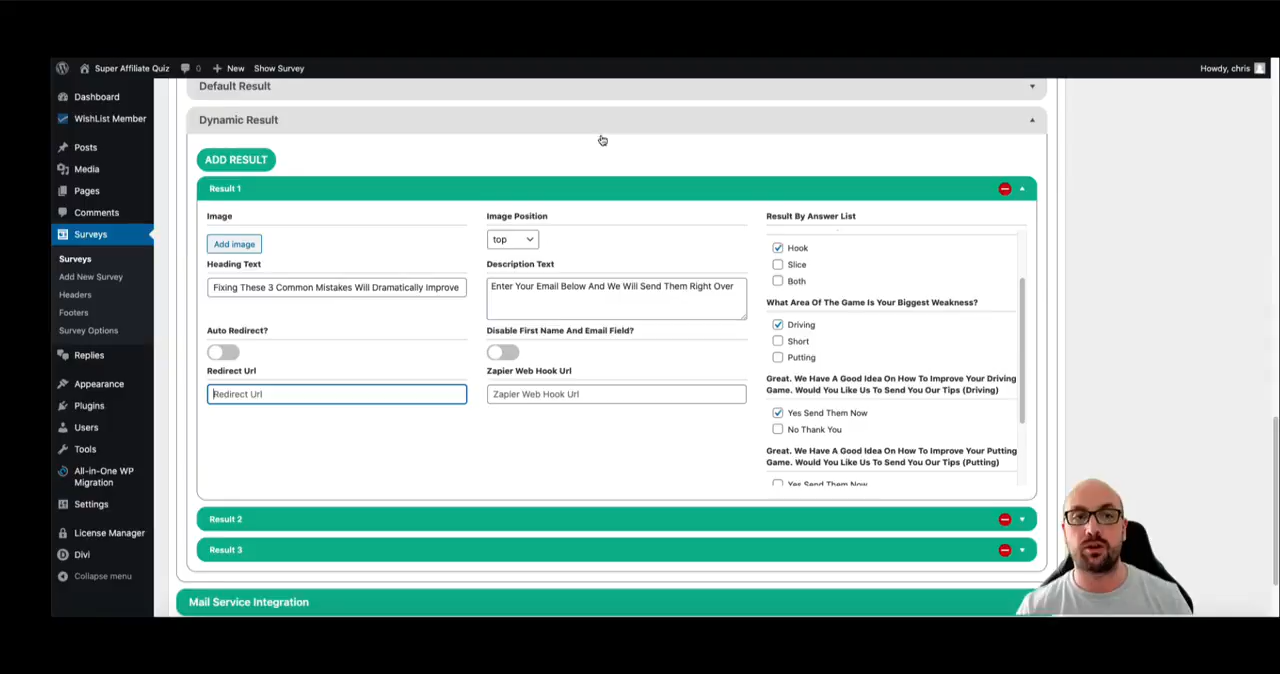 Super Affiliate Quiz
0
New
Show Survey
Howdy, chris
Dashboard
WishList Member
Posts
Media
Pages
Comments
Surveys
Surveys
Add New Survey
Headers
Footers
Survey Options
Replies
Appearance
Plugins
Users
Tools
All-in-One WP
Migration
Settings
License Manager
Divi
Collapse menu
Default Result
Dynamic Result
ADD RESULT
Result 1
Image
Add image
Heading Text
Fixing These 3 Common Mistakes Will Dramatically Improve
Auto Redirect?
Redirect Url
Redirect Url
Image Position
top
Description Text
Enter Your Email Below And We Will Send Them Right Over
Disable First Name And Email Field?
Zapier Web Hook Url
Zapier Web Hook Url
Result By Answer List
Hook
Slice
Both
What Area Of The Game Is Your Biggest Weakness?
Driving
Short
Putting
Great. We Have A Good Idea On How To Improve Your Driving
Game. Would You Like Us To Send You Our Tips (Driving)
Yes Send Them Now
No Thank You
Great. We Have A Good Idea On How To Improve Your Putting
Game. Would You Like Us To Send You Our Tips (Putting)
Yes Send Them Now
Result 2
Result 3
Mail Service Integration